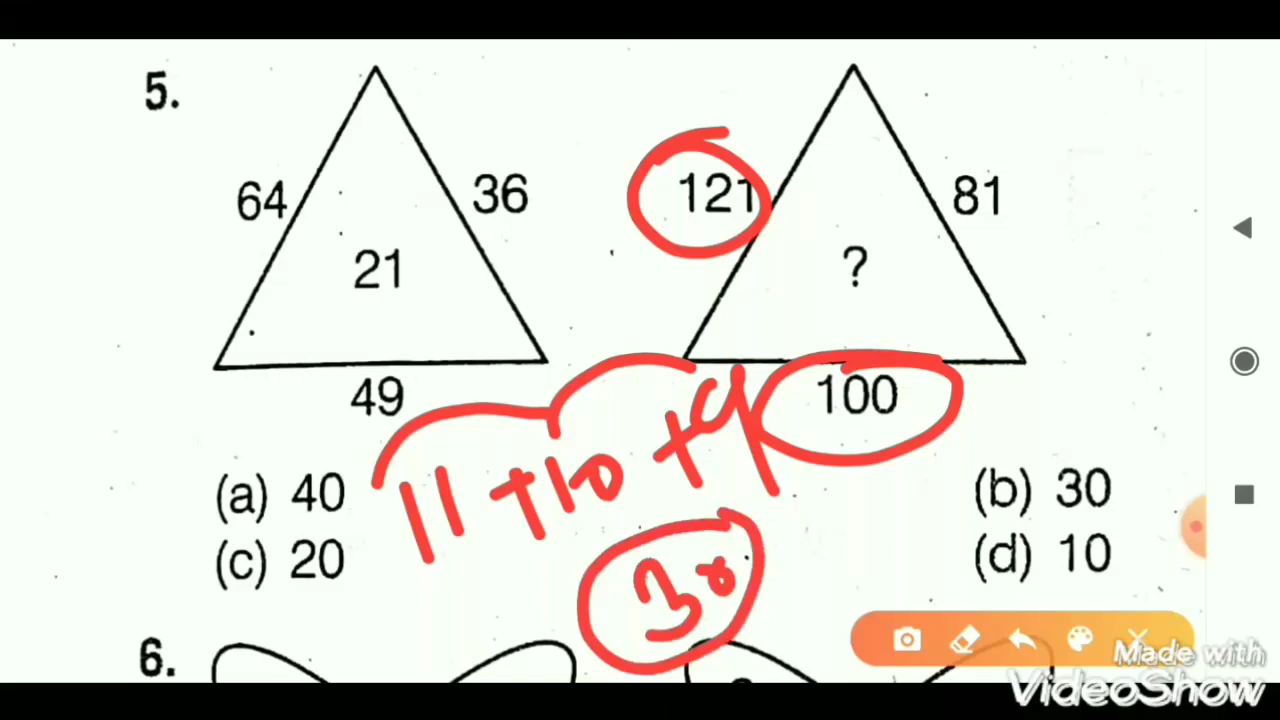 5.
64 36 121 81
21 ?
49 100
11 + 10 + 9
(a) 40 (b) 30
(c) 20 (d) 10
30
6.
Made with
VideoShow